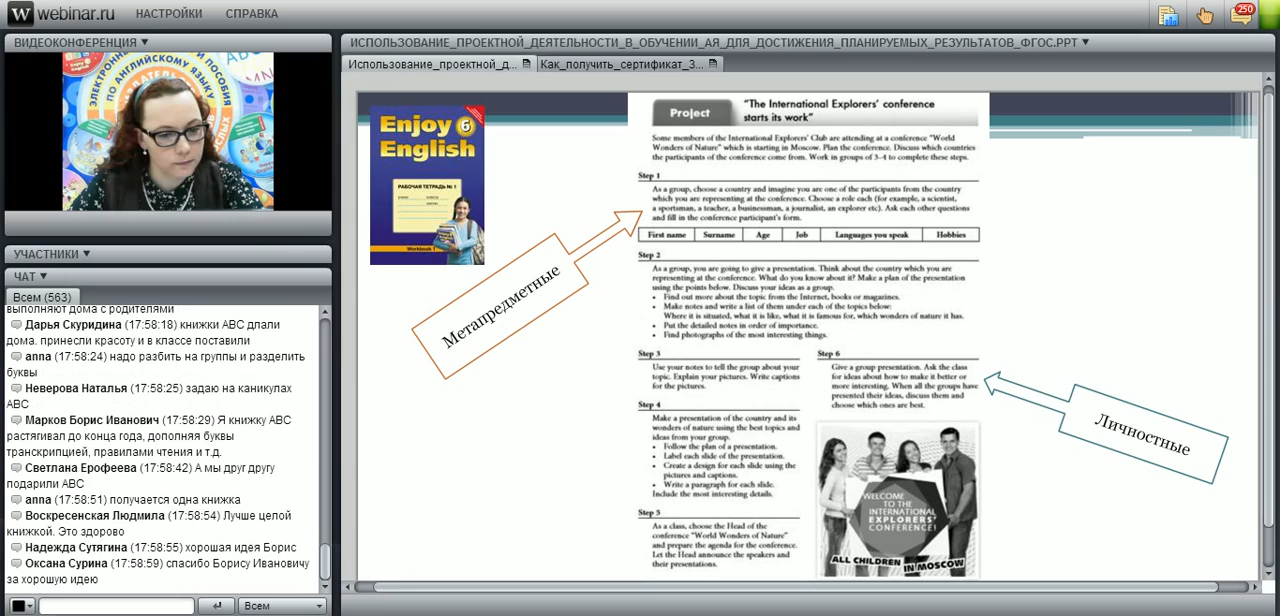 webinar.ru
НАСТРОЙКИ
СПРАВКА
250
ВИДЕОКОНФЕРЕНЦИЯ
ЭЛЕКТРОННЫЕ
ПОСОБИЯ
ПО АНГЛИЙСКОМУ ЯЗЫКУ
УЧАСТНИКИ
ЧАТ
Всем (563)
выполняют дома с родителями
Дарья Скуридина (17:58:18) книжки АВС длали
дома. принесли красоту и в классе поставили
anna (17:58:24) надо разбить на группы и разделить
буквы
Неверова Наталья (17:58:25) задаю на каникулах
АВС
Марков Борис Иванович (17:58:29) Я книжку АВС
растягивал до конца года, дополняя буквы
транскрипцией, правилами чтения и т.д.
Светлана Ерофеева (17:58:42) А мы друг другу
подарили АВС
anna (17:58:51) получается одна книжка
Воскресенская Людмила (17:58:54) Лучше целой
книжкой. Это здорово
Надежда Сутягина (17:58:55) хорошая идея Борис
Оксана Сурина (17:58:59) спасибо Борису Ивановичу
за хорошую идею
Всем
ИСПОЛЬЗОВАНИЕ_ПРОЕКТНОЙ_ДЕЯТЕЛЬНОСТИ_В_ОБУЧЕНИИ_АЯ_ДЛЯ_ДОСТИЖЕНИЯ_ПЛАНИРУЕМЫХ_РЕЗУЛЬТАТОВ_ФГОС.PPT
Использование_проектной_д...
Как_получить_сертификат_3...
Enjoy 6
English
РАБОЧАЯ ТЕТРАДЬ № 1
Workbook 1
Метапредметные
Project
"The International Explorers' conference
starts its work"
Some members of the International Explorers' Club are attending at a conference "World
Wonders of Nature" which is starting in Moscow. Plan the conference. Discuss which countries
the participants of the conference come from. Work in groups of 3–4 to complete these steps.
Step 1
As a group, choose a country and imagine you are one of the participants from the country
which you are representing at the conference. Choose a role each (for example, a scientist,
a sportsman, a teacher, a businessman, a journalist, an explorer etc). Ask each other questions
and fill in the conference participant's form.
First name Surname Age Job Languages you speak Hobbies
Step 2
As a group, you are going to give a presentation. Think about the country which you are
representing at the conference. What do you know about it? Make a plan of the presentation
using the points below. Discuss your ideas as a group.
• Find out more about the topic from the Internet, books or magazines.
• Make notes and write a list of them under each of the topics below:
Where it is situated, what it is like, what it is famous for, which wonders of nature it has.
• Put the detailed notes in order of importance.
• Find photographs of the most interesting things.
Step 3
Use your notes to tell the group about your
topic. Explain your pictures. Write captions
for the pictures.
Step 4
Make a presentation of the country and its
wonders of nature using the best topics and
ideas from your group.
• Follow the plan of a presentation.
• Label each slide of the presentation.
• Create a design for each slide using the
pictures and captions.
• Write a paragraph for each slide.
Include the most interesting details.
Step 5
As a class, choose the Head of the
conference "World Wonders of Nature"
and prepare the agenda for the conference.
Let the Head announce the speakers and
their presentations.
Step 6
Give a group presentation. Ask the class
for ideas about how to make it better or
more interesting. When all the groups have
presented their ideas, discuss them and
choose which ones are best.
WELCOME
TO THE
INTERNATIONAL
EXPLORERS'
CONFERENCE!
ALL CHILDREN IN MOSCOW
Личностные